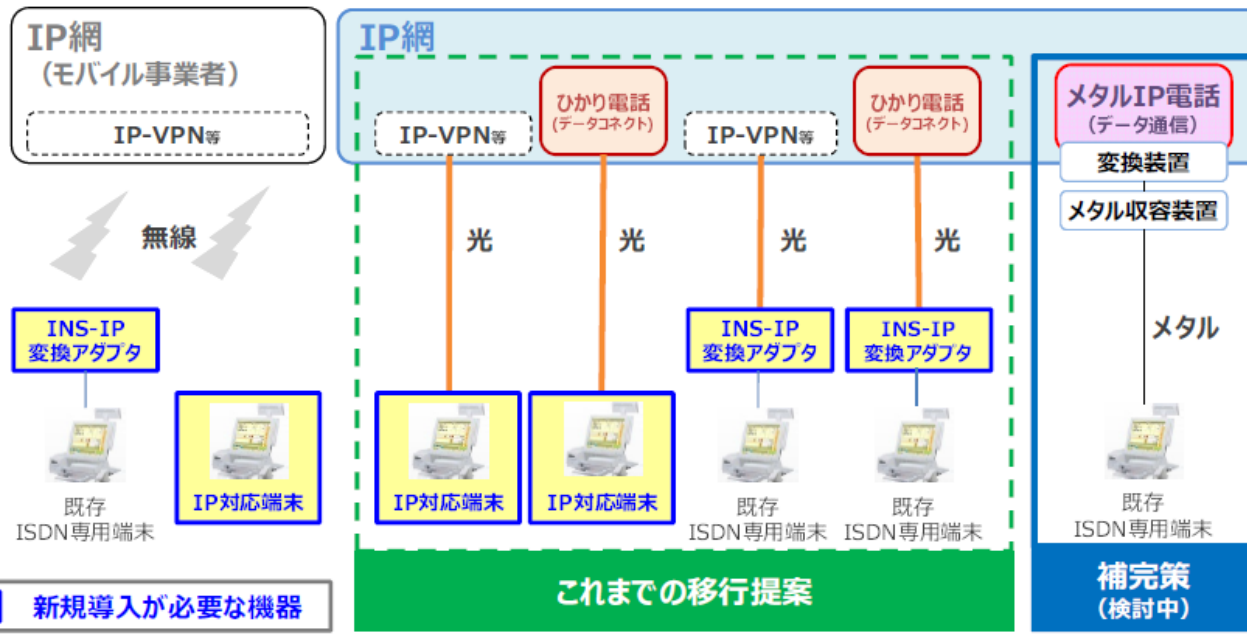 IP網
（モバイル事業者）
IP-VPN等
無線
INS-IP
変換アダプタ
既存
ISDN専用端末
IP対応端末
新規導入が必要な機器
IP網
IP-VPN等
ひかり電話
(データコネクト)
IP-VPN等
ひかり電話
(データコネクト)
光
光
光
光
INS-IP
変換アダプタ
INS-IP
変換アダプタ
IP対応端末
IP対応端末
既存
ISDN専用端末
既存
ISDN専用端末
これまでの移行提案
メタルIP電話
（データ通信）
変換装置
メタル収容装置
メタル
既存
ISDN専用端末
補完策
（検討中）